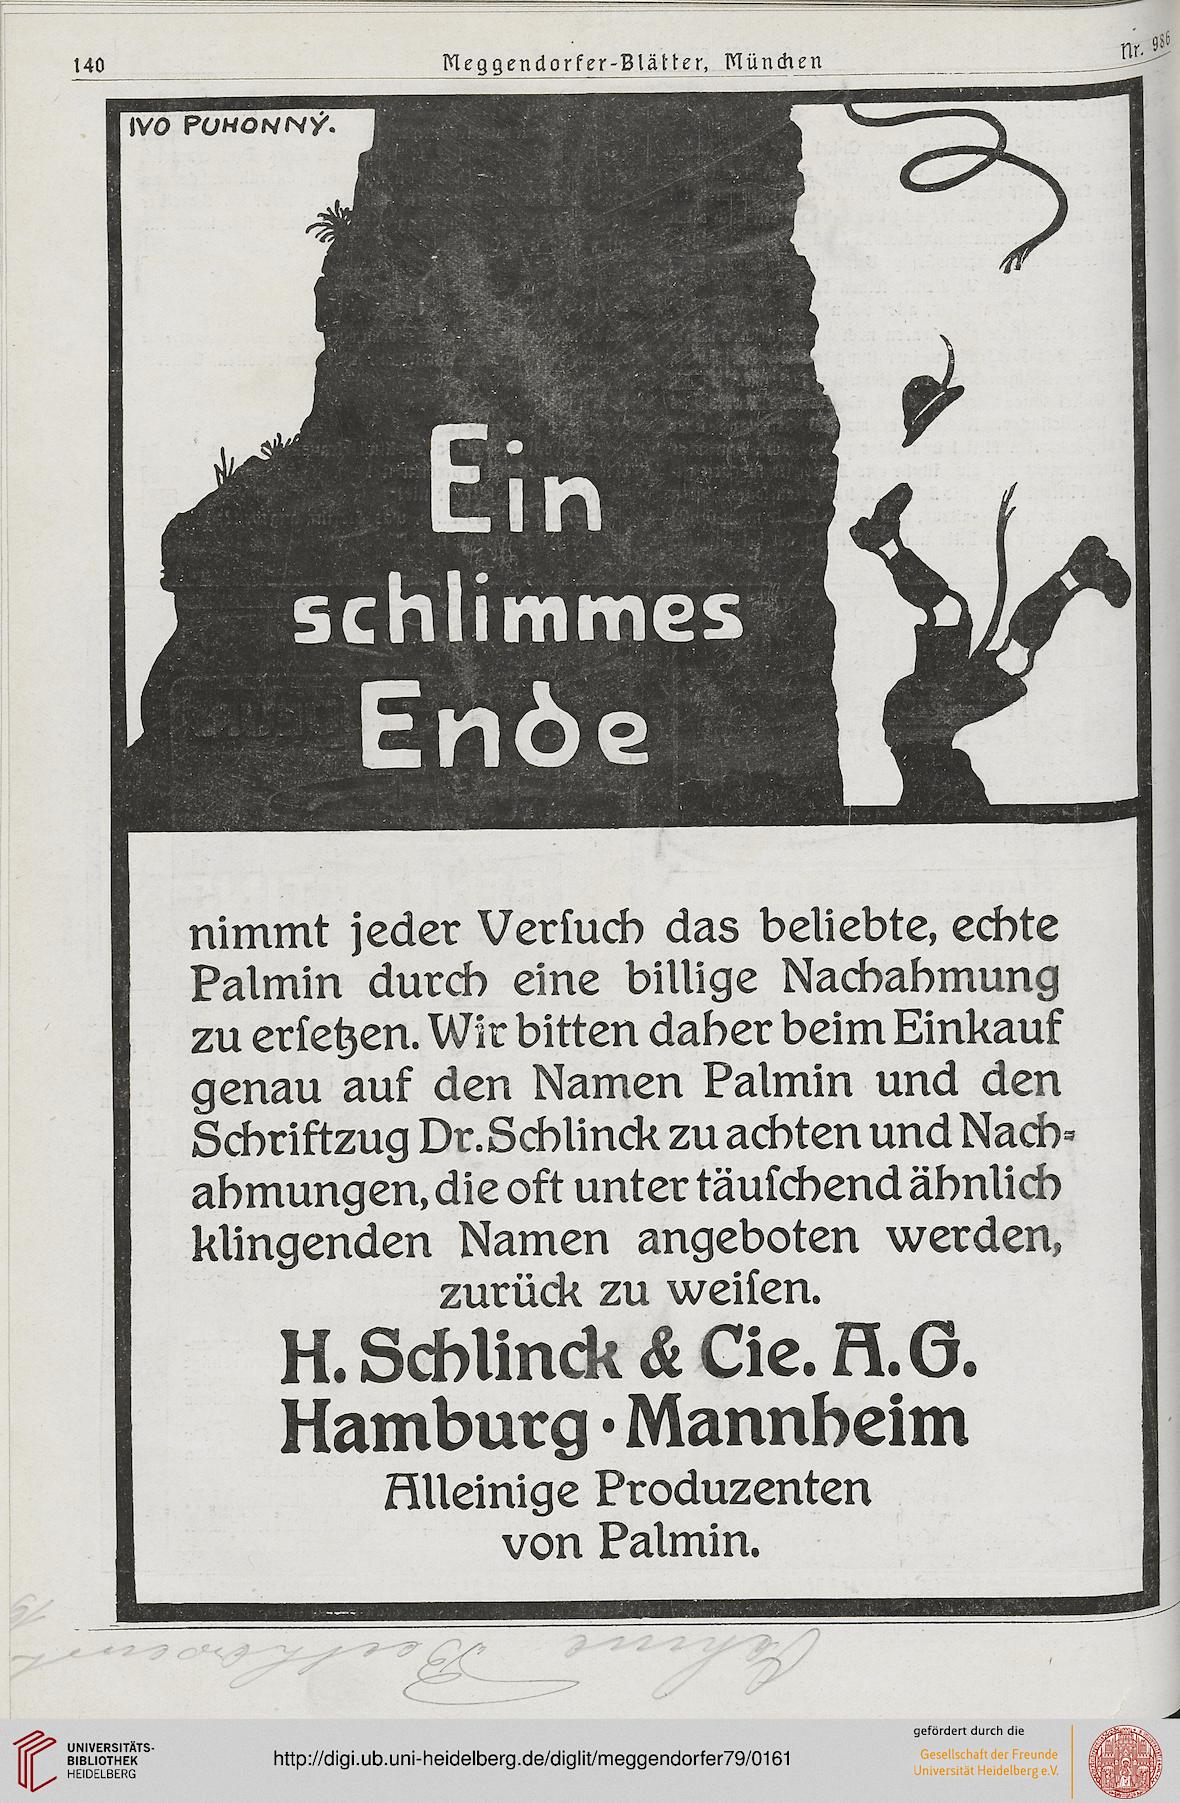 140
Meggendorfer-Blätter, München
Nr. 986
IVO PUHONNÝ.
Ein
schlimmes
Ende
nimmt jeder Verſuch das beliebte, echte
Palmin durch eine billige Nachahmung
zu erſetzen. Wir bitten daher beim Einkauf
genau auf den Namen Palmin und den
Schriftzug Dr. Schlinck zu achten und Nach-
ahmungen, die oft unter täuſchend ähnlich
klingenden Namen angeboten werden,
zurück zu weiſen.
H. Schlinck & Cie. A.G.
Hamburg · Mannheim
Alleinige Produzenten
von Palmin.
UNIVERSITÄTS-
BIBLIOTHEK
HEIDELBERG
http://digi.ub.uni-heidelberg.de/diglit/meggendorfer79/0161
gefördert durch die
Gesellschaft der Freunde
Universität Heidelberg e.V.